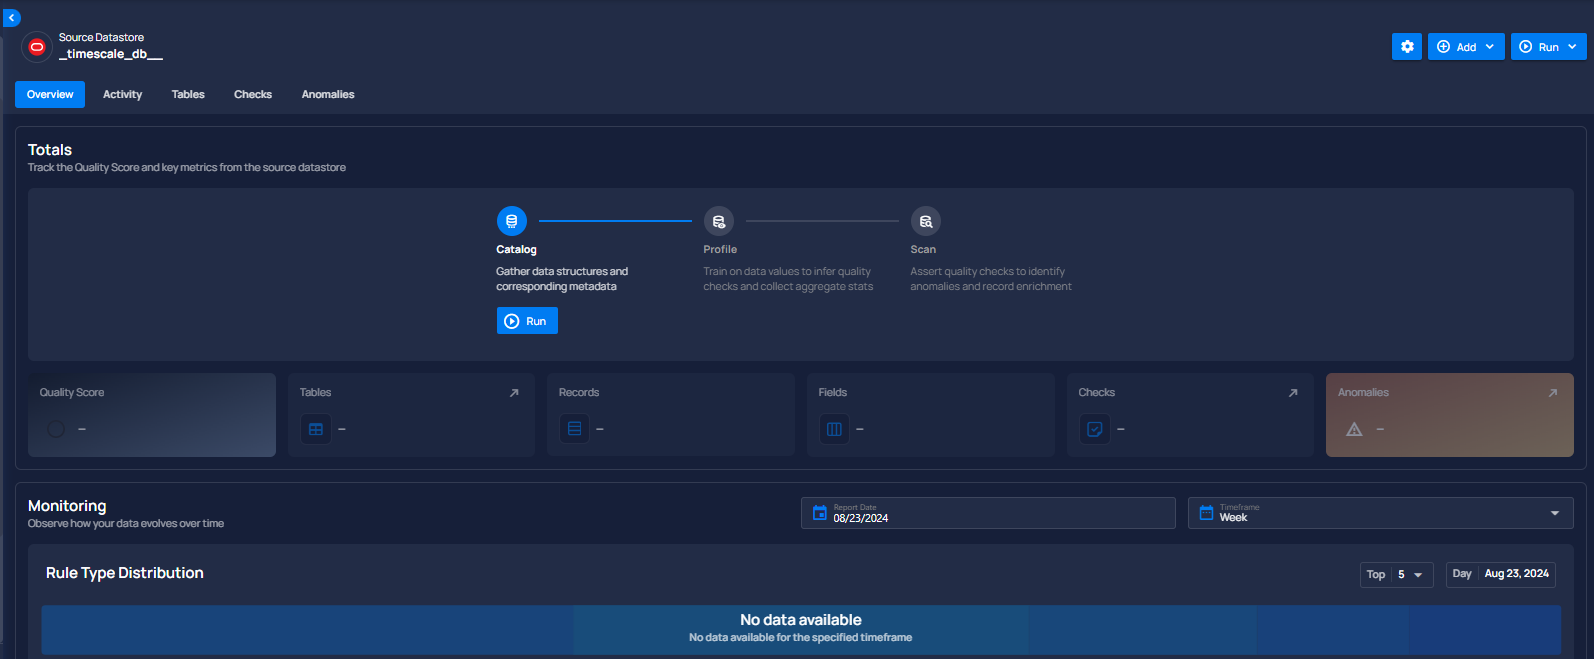 Source Datastore
_timescale_db__
Add
Run
Overview
Activity
Tables
Checks
Anomalies
Totals
Track the Quality Score and key metrics from the source datastore
Catalog
Gather data structures and
corresponding metadata
Run
Profile
Train on data values to infer quality
checks and collect aggregate stats
Scan
Assert quality checks to identify
anomalies and record enrichment
Quality Score
–
Tables
–
Records
–
Fields
–
Checks
–
Anomalies
–
Monitoring
Observe how your data evolves over time
Report Date
08/23/2024
Timeframe
Week
Rule Type Distribution
Top 5
Day Aug 23, 2024
No data available
No data available for the specified timeframe